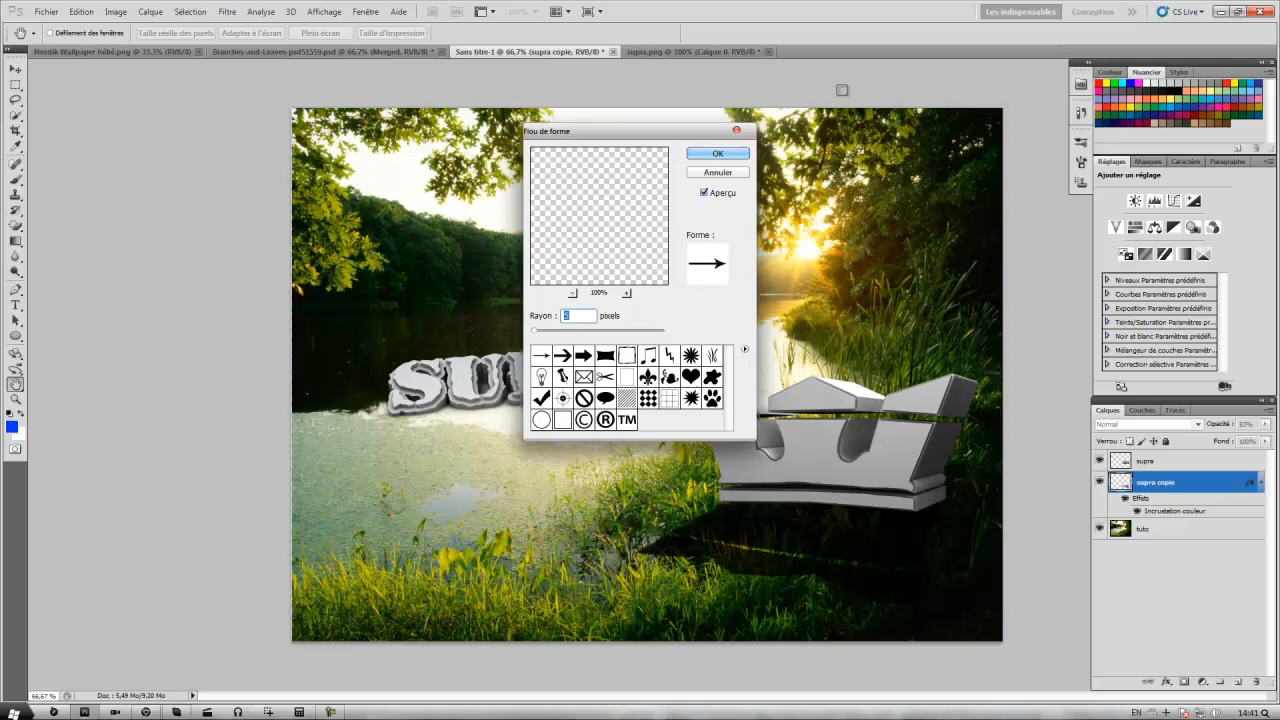 Ps Fichier Edition Image Calque Sélection Filtre Analyse 3D Affichage Fenêtre Aide 100% Les indispensables Conception CS Live
Défilement des fenêtres Taille réelle des pixels Adapter à l'écran Plein écran Taille d'impression
Nordik Wallpaper héhé.png @ 33,3% (RVB/8) Branches-and-Leaves-psd51559.psd @ 66,7% (Merged, RVB/8) * Sans titre-1 @ 66,7% (supra copie, RVB/8) * supra.png @ 100% (Calque 0, RVB/8) *
Couleur Nuancier Styles
Flou de forme
OK
Annuler
Aperçu
Forme :
100%
Rayon : 5 pixels
TM
Réglages Masques Caractère Paragraphe
Ajouter un réglage
Niveaux Paramètres prédéfinis
Courbes Paramètres prédéfinis
Exposition Paramètres prédéfinis
Teinte/Saturation Paramètres pr...
Noir et blanc Paramètres prédéfinis
Mélangeur de couches Paramètr...
Correction sélective Paramètres...
Calques Couches Tracés
Normal Opacité : 82%
Verrou : Fond : 100%
supra
supra copie
Effets
Incrustation couleur
tuto
SU
66,67 % Doc : 5,49 Mo/9,20 Mo
EN 14:41